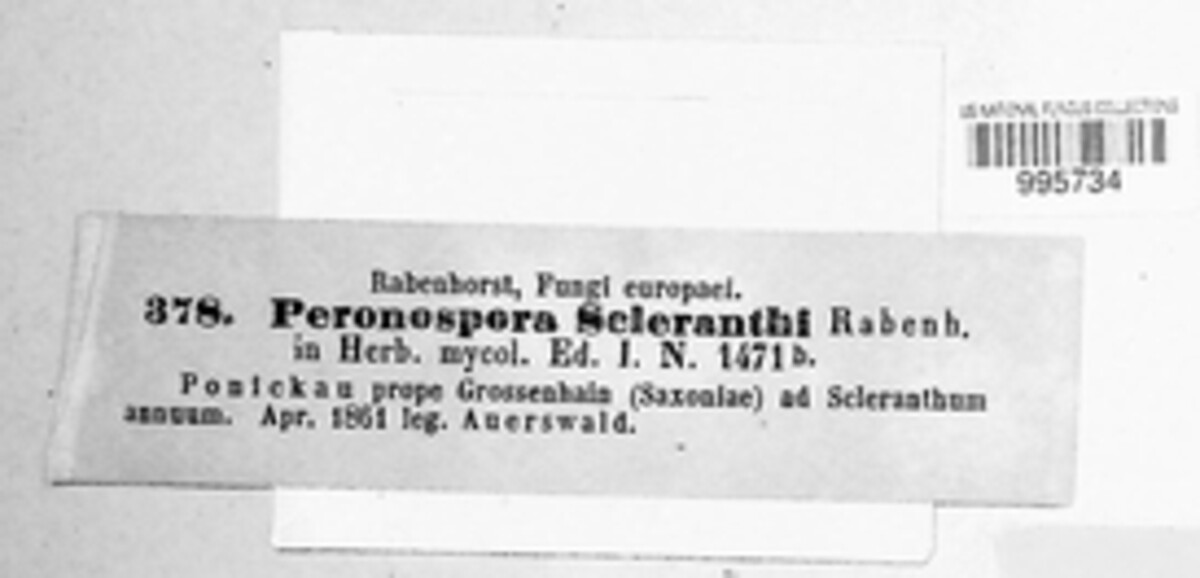 US NATIONAL FUNGUS COLLECTIONS
995734
Rabenhorst, Fungi europaei.
378. Peronospora Scleranthi Rabenh.
in Herb. mycol. Ed. I. N. 1471 b.
Ponickau prope Grossenhain (Saxoniae) ad Scleranthum
annuum. Apr. 1861 leg. Auerswald.